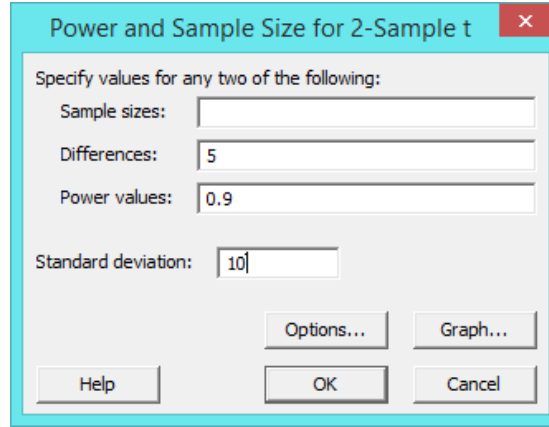 Power and Sample Size for 2-Sample t
Specify values for any two of the following:
Sample sizes:
Differences: 5
Power values: 0.9
Standard deviation: 10
Options... Graph...
Help OK Cancel